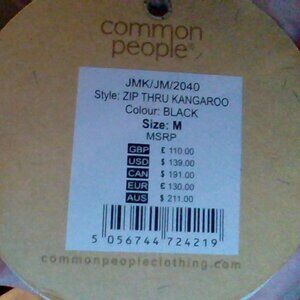 common
people®
JMK/JM/2040
Style: ZIP THRU KANGAROO
Colour: BLACK
Size: M
MSRP
GBP £ 110.00
USD $ 139.00
CAN $ 191.00
EUR £ 130.00
AUS $ 211.00
5 056744 724219
commonpeopleclothing.com